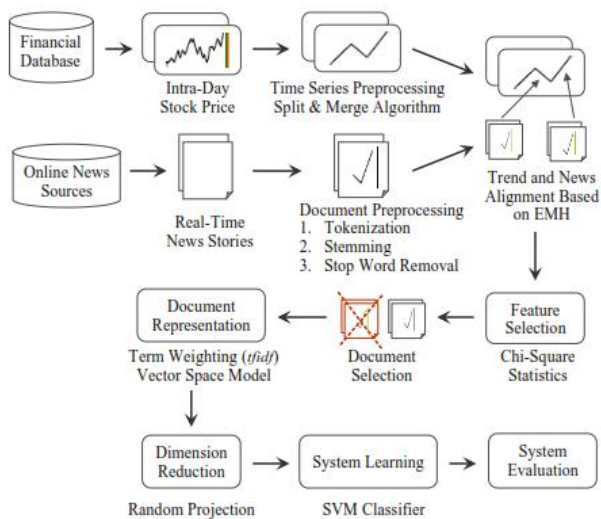 Financial
Database
Intra-Day
Stock Price
Time Series Preprocessing
Split & Merge Algorithm
Online News
Sources
Real-Time
News Stories
Document Preprocessing
1. Tokenization
2. Stemming
3. Stop Word Removal
Trend and News
Alignment Based
on EMH
Document
Representation
Term Weighting (tfidf)
Vector Space Model
Document
Selection
Feature
Selection
Chi-Square
Statistics
Dimension
Reduction
Random Projection
System Learning
SVM Classifier
System
Evaluation